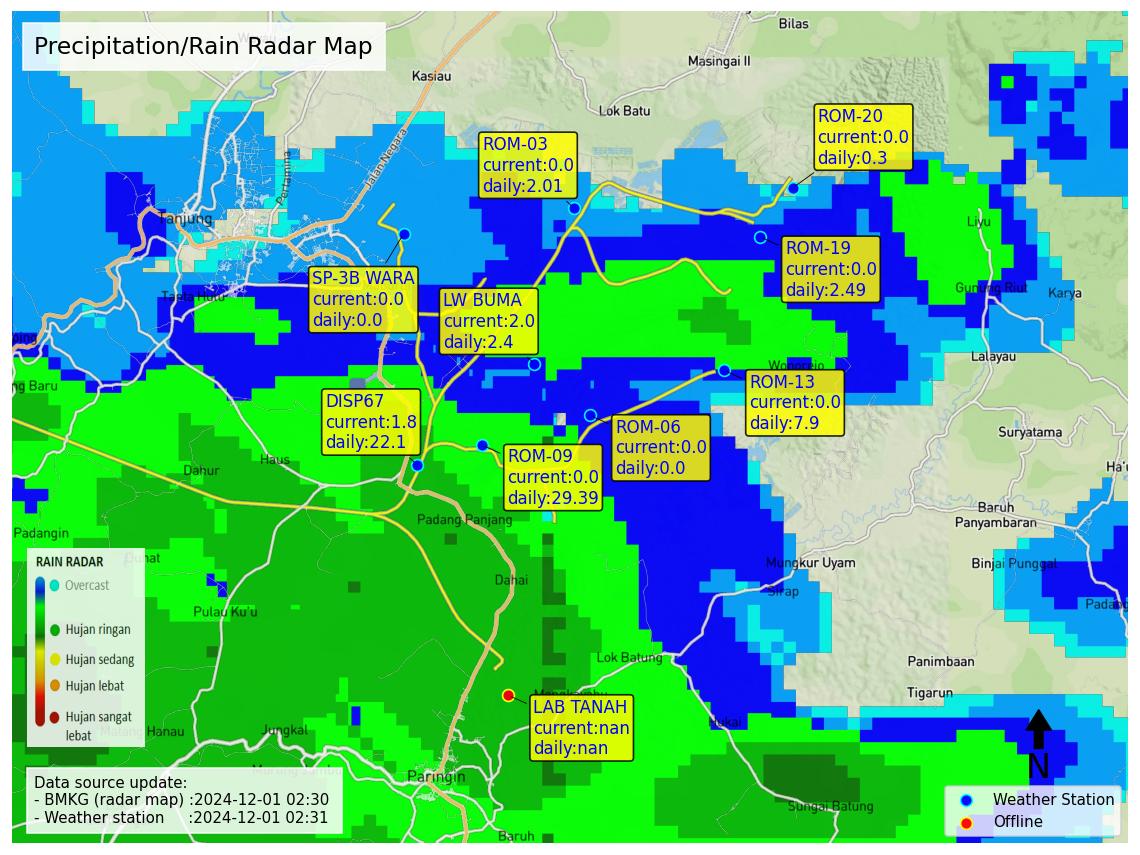 Precipitation/Rain Radar Map
Bilas
Masingai II
Kasiau
Lok Batu
Pertamina
Jalan Negara
ROM-20
current:0.0
daily:0.3
ROM-03
current:0.0
daily:2.01
Tanjung
Liyu
ROM-19
current:0.0
daily:2.49
SP-3B WARA
current:0.0
daily:0.0
LW BUMA
current:2.0
daily:2.4
Tanta Hulu
Gunung Riut
Karya
Lalayau
ng Baru
ROM-13
current:0.0
daily:7.9
DISP67
current:1.8
daily:22.1
ROM-06
current:0.0
daily:0.0
ROM-09
current:0.0
daily:29.39
Suryatama
Haus
Dahur
Padang Panjang
Baruh
Panyambaran
Padangin
Mungkur Uyam
Binjai Punggal
Sirap
Padang
Dahai
Pulau Ku'u
RAIN RADAR
Overcast
Hujan ringan
Hujan sedang
Hujan lebat
Hujan sangat
lebat
Lok Batung
Panimbaan
Tigarun
LAB TANAH
current:nan
daily:nan
Hukai
Jungkal
Hanau
N
Paringin
Sungai Batung
Baruh
Data source update:
- BMKG (radar map) :2024-12-01 02:30
- Weather station :2024-12-01 02:31
Weather Station
Offline